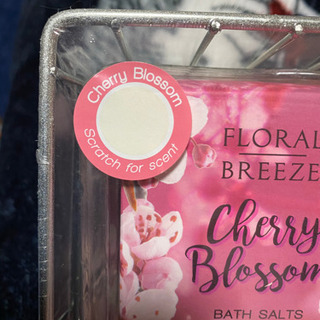 Cherry Blossom
Scratch for scent
FLORAL
BREEZE
Cherry
Blossom
BATH SALTS